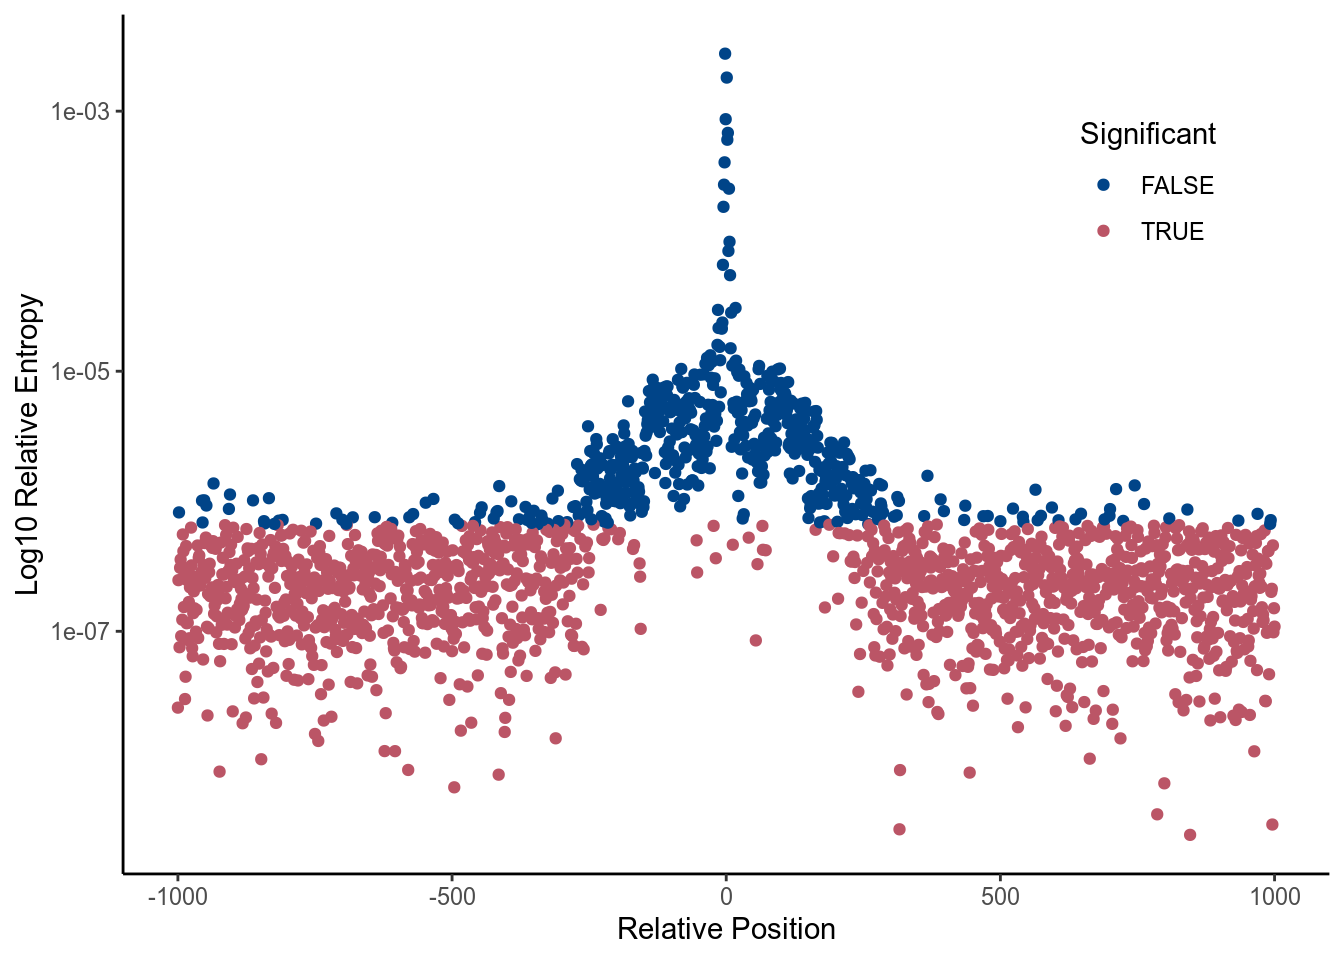 Log10 Relative Entropy
1e-03
1e-05
1e-07
Significant
FALSE
TRUE
-1000
-500
0
500
1000
Relative Position